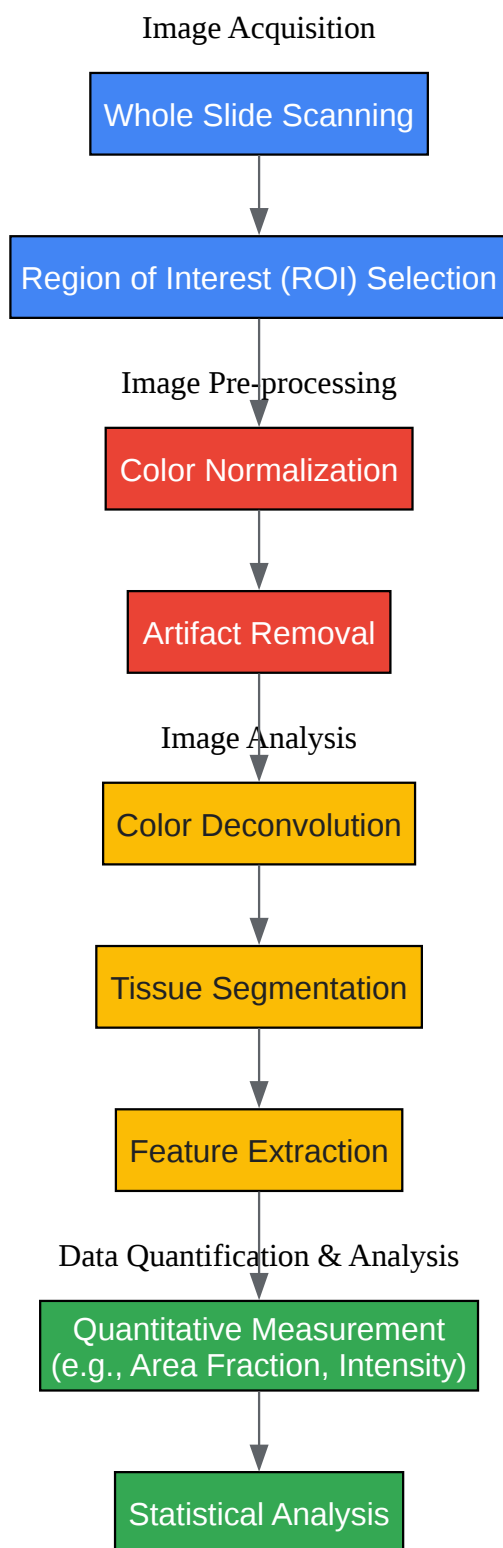 Image Acquisition
Whole Slide Scanning
Region of Interest (ROI) Selection
Image Pre-processing
Color Normalization
Artifact Removal
Image Analysis
Color Deconvolution
Tissue Segmentation
Feature Extraction
Data Quantification & Analysis
Quantitative Measurement
(e.g., Area Fraction, Intensity)
Statistical Analysis